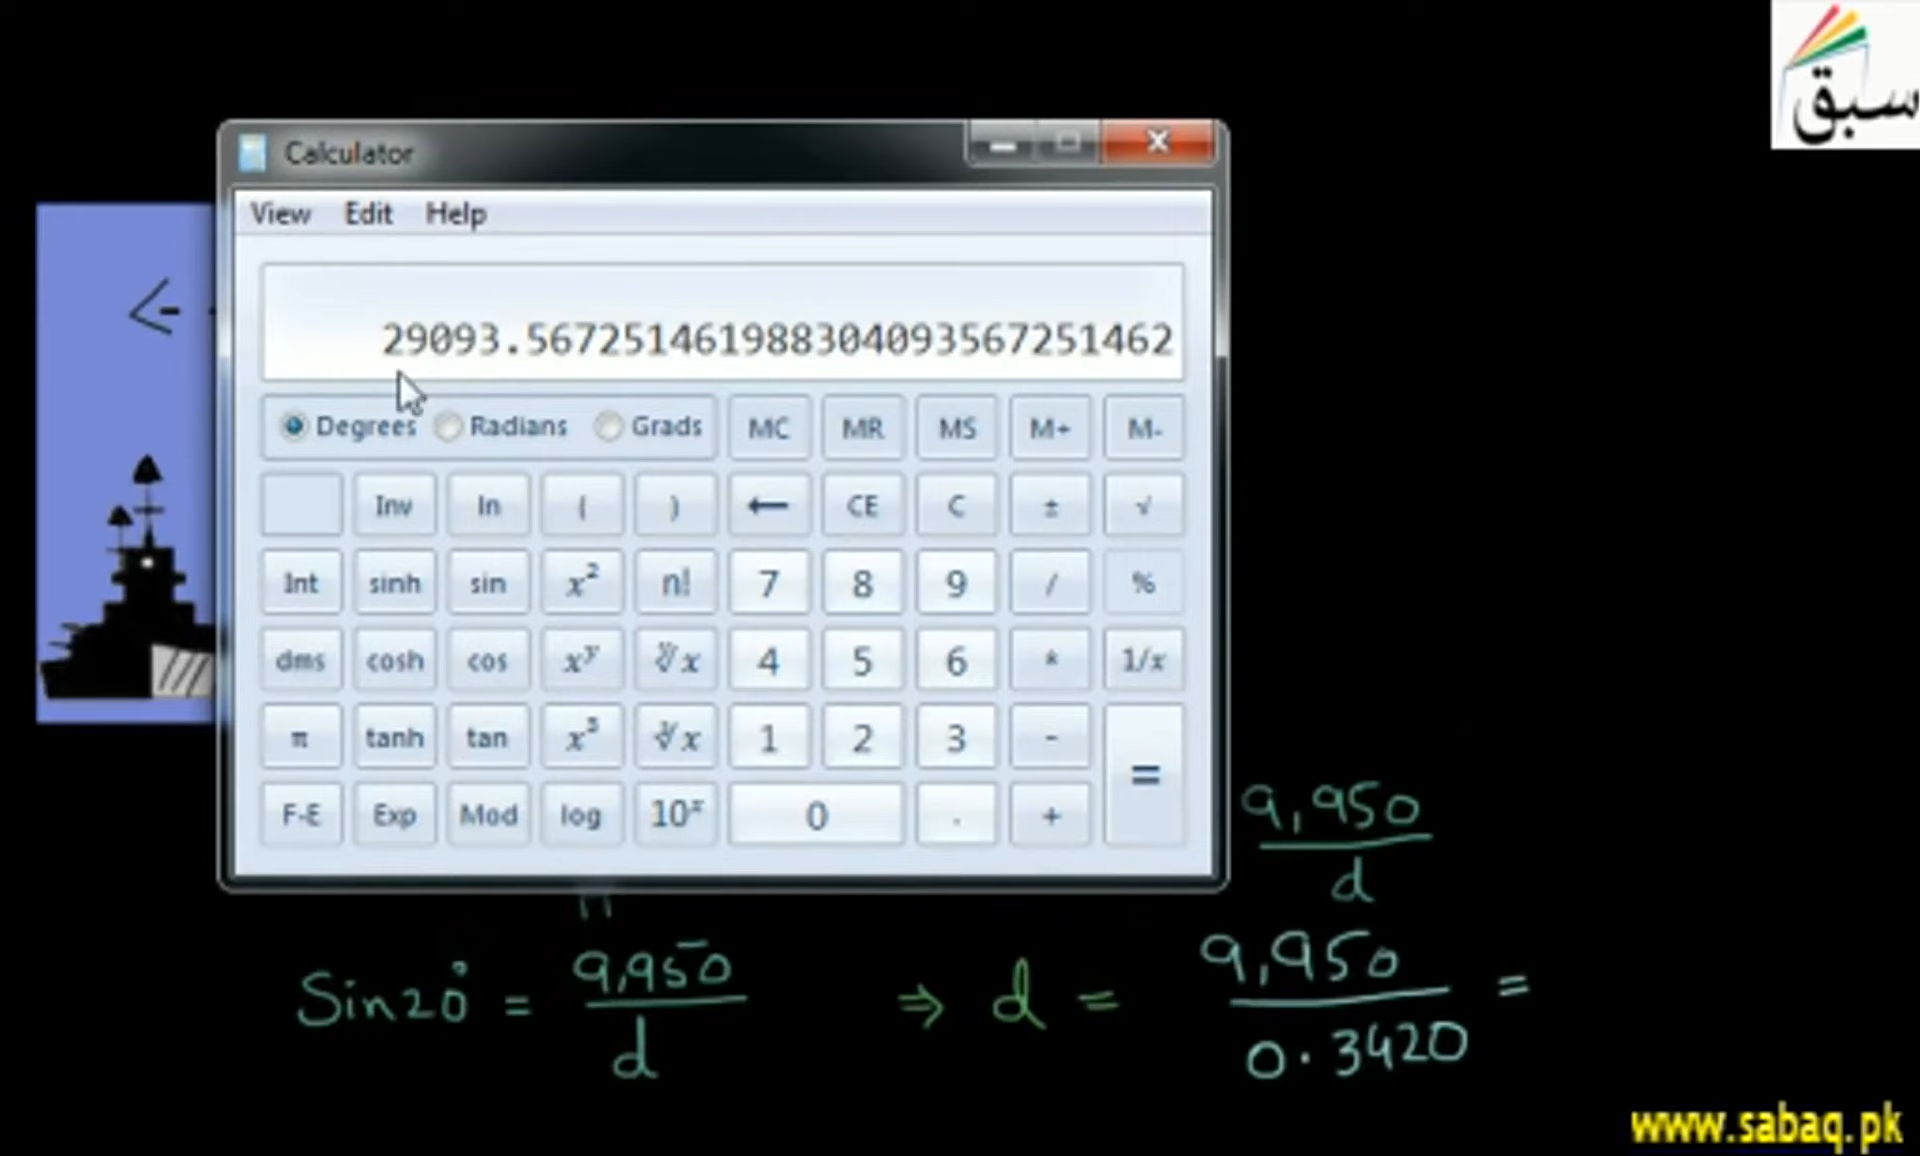 سبق
Calculator
View Edit Help
29093.567251461988304093567251462
Degrees Radians Grads MC MR MS M+ M-
Inv ln ( ) ← CE C ± √
Int sinh sin x² n! 7 8 9 / %
dms cosh cos xʸ ʸ√x 4 5 6 * 1/x
π tanh tan x³ ³√x 1 2 3 - =
F-E Exp Mod log 10ˣ 0 . +
9,950
d
Sin20° = 9,950 / d ⇒ d = 9,950 / 0.3420 =
www.sabaq.pk